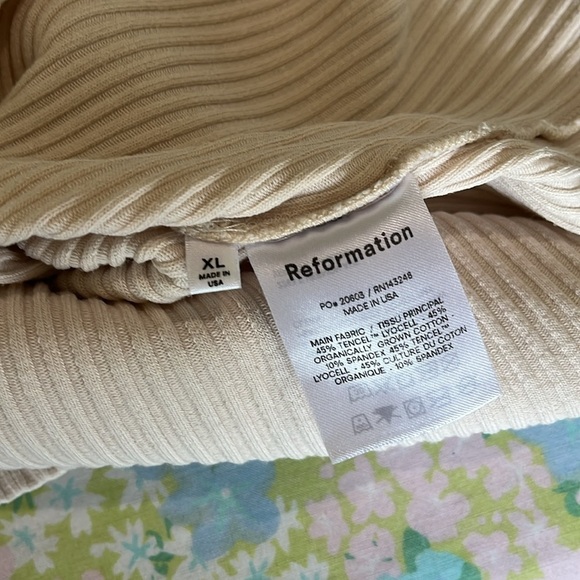 XL
MADE IN
USA
Reformation
PO# 20603 / RN143248
MADE IN USA
MAIN FABRIC / TISSU PRINCIPAL
45% TENCEL™ LYOCELL · 45%
ORGANICALLY GROWN COTTON ·
10% SPANDEX 45% TENCEL™
LYOCELL · 45% CULTURE DU COTON
ORGANIQUE · 10% SPANDEX